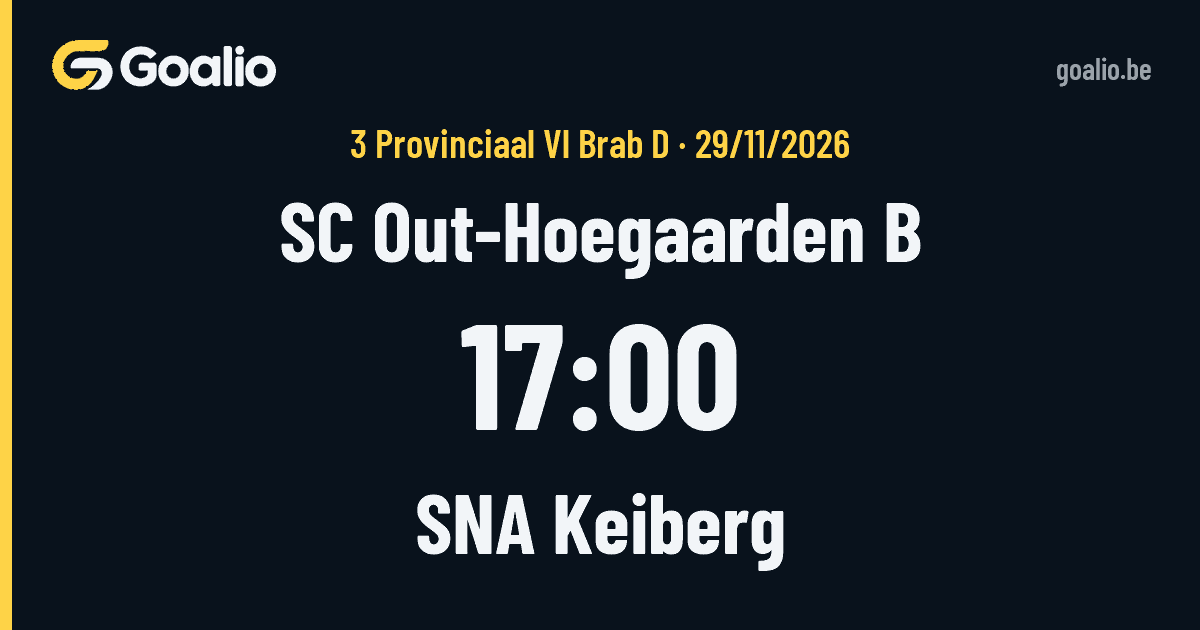 Goalio
goalio.be
3 Provinciaal Vl Brab D · 29/11/2026
SC Out-Hoegaarden B
17:00
SNA Keiberg